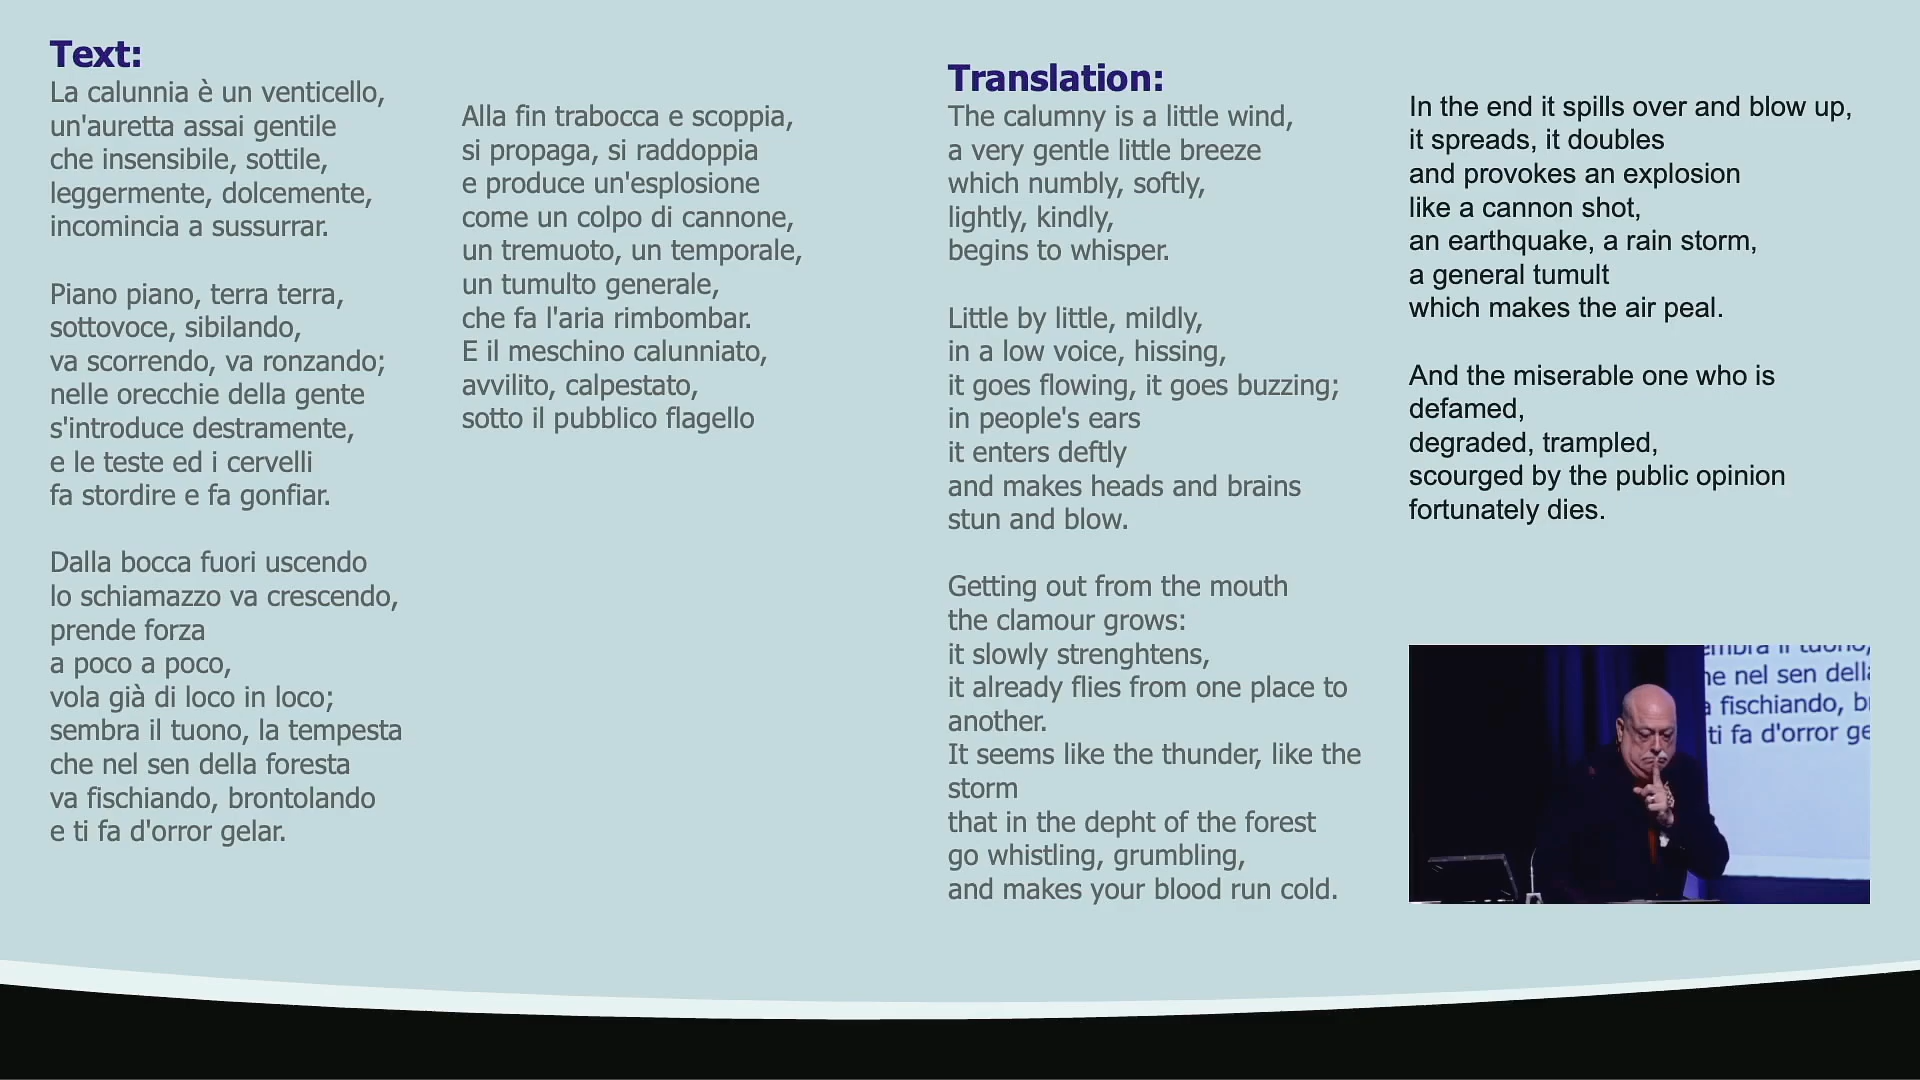 Text:
La calunnia è un venticello,
un'auretta assai gentile
che insensibile, sottile,
leggermente, dolcemente,
incomincia a sussurrar.
Piano piano, terra terra,
sottovoce, sibilando,
va scorrendo, va ronzando;
nelle orecchie della gente
s'introduce destramente,
e le teste ed i cervelli
fa stordire e fa gonfiar.
Dalla bocca fuori uscendo
lo schiamazzo va crescendo,
prende forza
a poco a poco,
vola già di loco in loco;
sembra il tuono, la tempesta
che nel sen della foresta
va fischiando, brontolando
e ti fa d'orror gelar.
Alla fin trabocca e scoppia,
si propaga, si raddoppia
e produce un'esplosione
come un colpo di cannone,
un tremuoto, un temporale,
un tumulto generale,
che fa l'aria rimbombar.
E il meschino calunniato,
avvilito, calpestato,
sotto il pubblico flagello
Translation:
The calumny is a little wind,
a very gentle little breeze
which numbly, softly,
lightly, kindly,
begins to whisper.
Little by little, mildly,
in a low voice, hissing,
it goes flowing, it goes buzzing;
in people's ears
it enters deftly
and makes heads and brains
stun and blow.
Getting out from the mouth
the clamour grows:
it slowly strenghtens,
it already flies from one place to
another.
It seems like the thunder, like the
storm
that in the depht of the forest
go whistling, grumbling,
and makes your blood run cold.
In the end it spills over and blow up,
it spreads, it doubles
and provokes an explosion
like a cannon shot,
an earthquake, a rain storm,
a general tumult
which makes the air peal.
And the miserable one who is
defamed,
degraded, trampled,
scourged by the public opinion
fortunately dies.
embra il tuono,
he nel sen della
a fischiando, b
ti fa d'orror ge